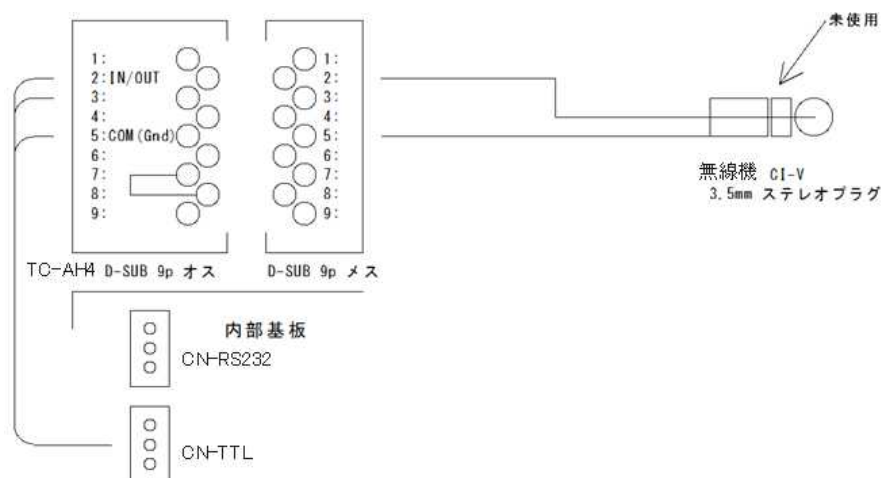 未使用
1:
2:IN/OUT
3:
4:
5:COM(Gnd)
6:
7:
8:
9:
1:
2:
3:
4:
5:
6:
7:
8:
9:
無線機 CI-V
3.5mm ステレオプラグ
TC-AH4 D-SUB 9p オス
D-SUB 9p メス
内部基板
CN-RS232
CN-TTL